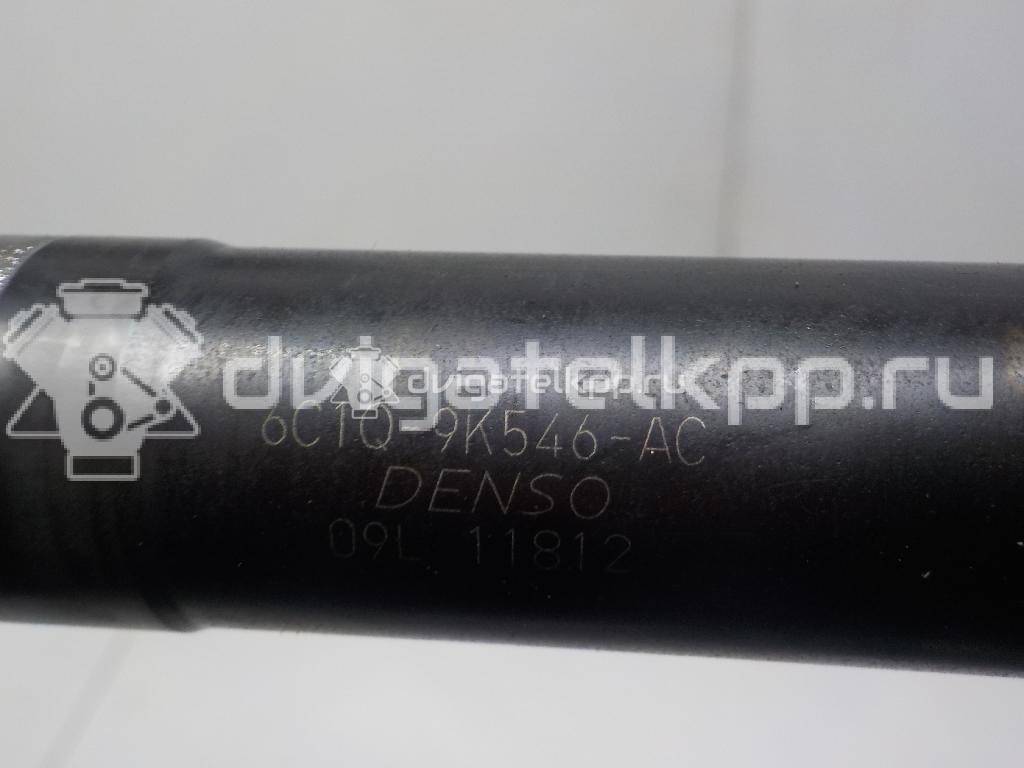 dvigatelkpp.ru
dvigatelkpp.ru
6C1Q-9K546-AC
DENSO
09L 11812